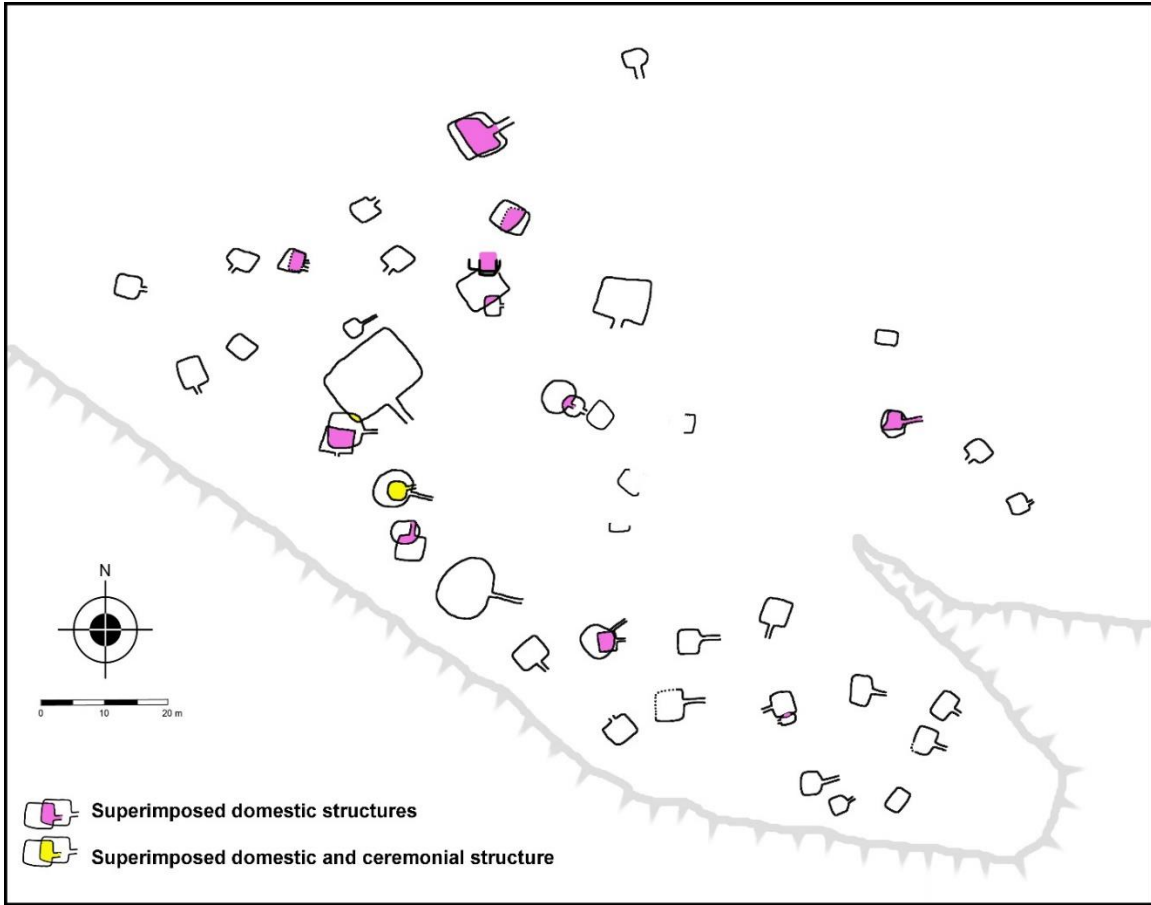 N
0 10 20 m
Superimposed domestic structures
Superimposed domestic and ceremonial structure